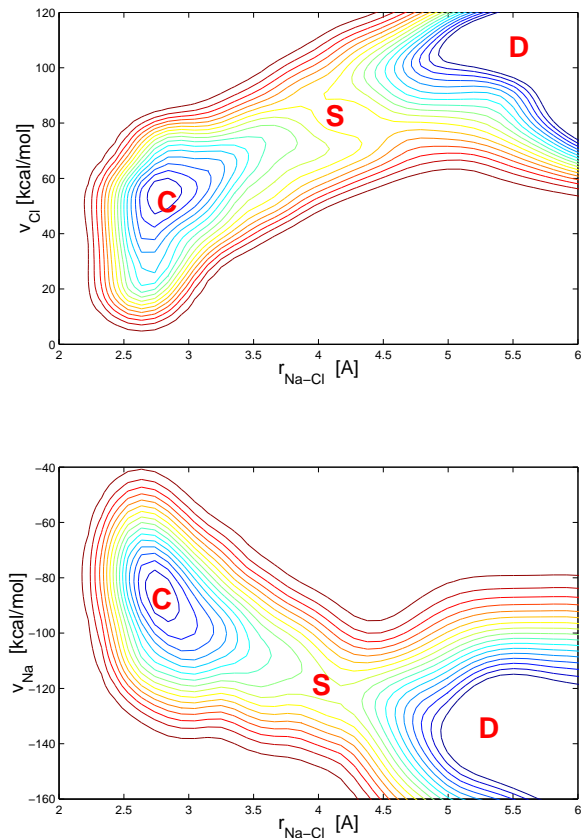 120
100
80
60
40
20
0
v_Cl [kcal/mol]
D
S
C
2 2.5 3 3.5 4 4.5 5 5.5 6
r_Na−Cl [A]
−40
−60
−80
−100
−120
−140
−160
v_Na [kcal/mol]
C
S
D
2 2.5 3 3.5 4 4.5 5 5.5 6
r_Na−Cl [A]